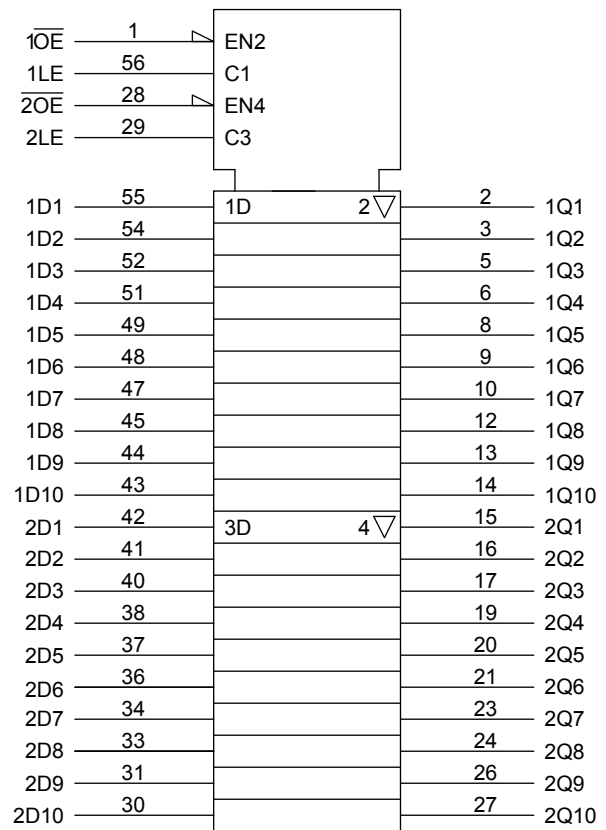 1OE 1 EN2
1LE 56 C1
2OE 28 EN4
2LE 29 C3
1D1 55 1D 2 2 1Q1
1D2 54 3 1Q2
1D3 52 5 1Q3
1D4 51 6 1Q4
1D5 49 8 1Q5
1D6 48 9 1Q6
1D7 47 10 1Q7
1D8 45 12 1Q8
1D9 44 13 1Q9
1D10 43 14 1Q10
2D1 42 3D 4 15 2Q1
2D2 41 16 2Q2
2D3 40 17 2Q3
2D4 38 19 2Q4
2D5 37 20 2Q5
2D6 36 21 2Q6
2D7 34 23 2Q7
2D8 33 24 2Q8
2D9 31 26 2Q9
2D10 30 27 2Q10